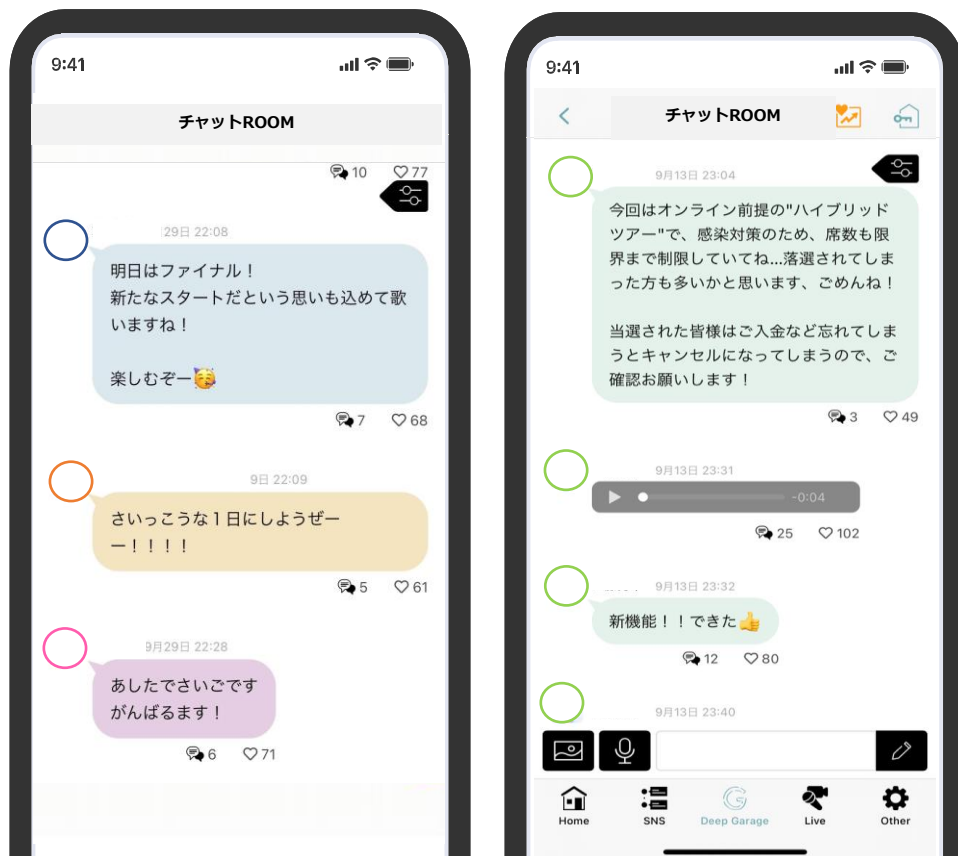 9:41
チャットROOM
10 77
29日 22:08
明日はファイナル！
新たなスタートだという思いも込めて歌
いますね！
楽しむぞー🥳
7 68
9日 22:09
さいっこうな１日にしようぜー
ー！！！！
5 61
9月29日 22:28
あしたでさいごです
がんばるます！
6 71
9:41
チャットROOM
9月13日 23:04
今回はオンライン前提の"ハイブリッド
ツアー"で、感染対策のため、席数も限
界まで制限していてね...落選されてしま
った方も多いかと思います、ごめんね！
当選された皆様はご入金など忘れてしま
うとキャンセルになってしまうので、ご
確認お願いします！
3 49
9月13日 23:31
-0:04
25 102
9月13日 23:32
新機能！！できた👍
12 80
9月13日 23:40
Home SNS Deep Garage Live Other